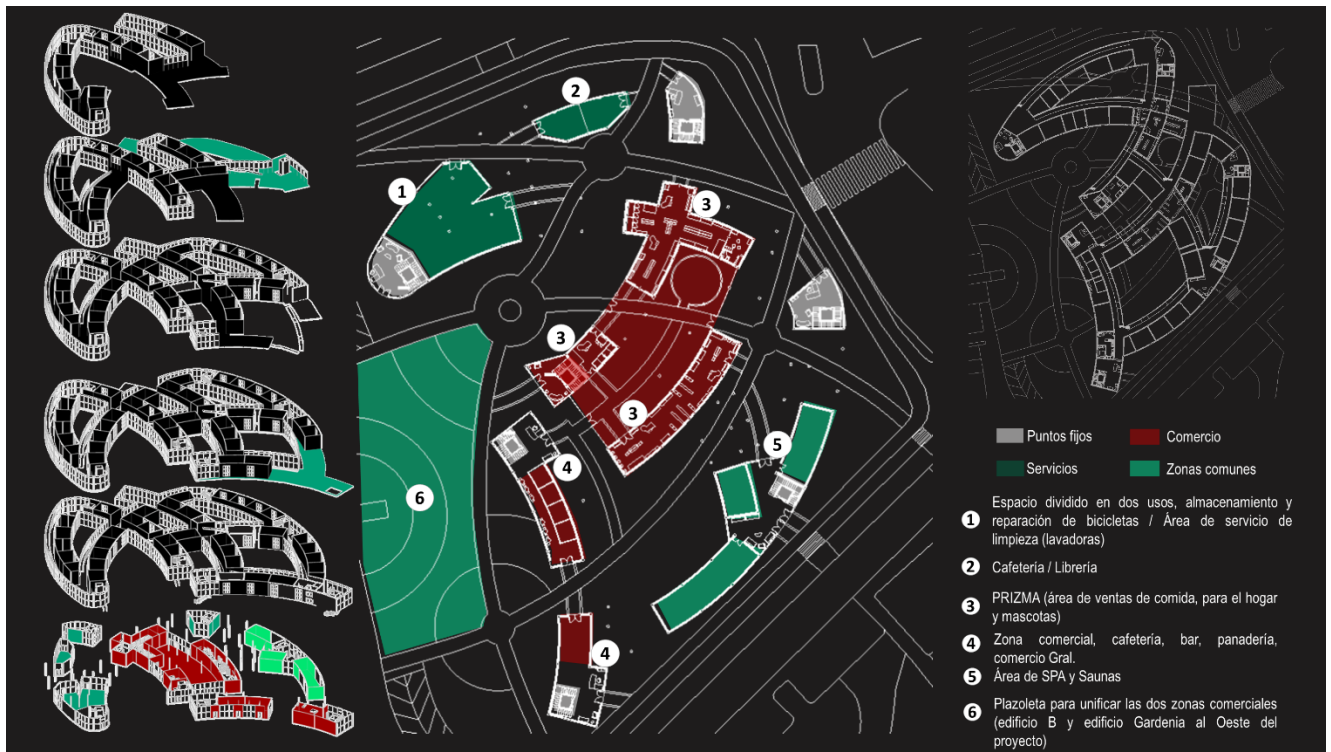 2
1
3
3
3
4
5
6
4
Puntos fijos
Comercio
Servicios
Zonas comunes
1 Espacio dividido en dos usos, almacenamiento y
reparación de bicicletas / Área de servicio de
limpieza (lavadoras)
2 Cafetería / Librería
3 PRIZMA (área de ventas de comida, para el hogar
y mascotas)
4 Zona comercial, cafetería, bar, panadería,
comercio Gral.
5 Área de SPA y Saunas
6 Plazoleta para unificar las dos zonas comerciales
(edificio B y edificio Gardenia al Oeste del
proyecto)